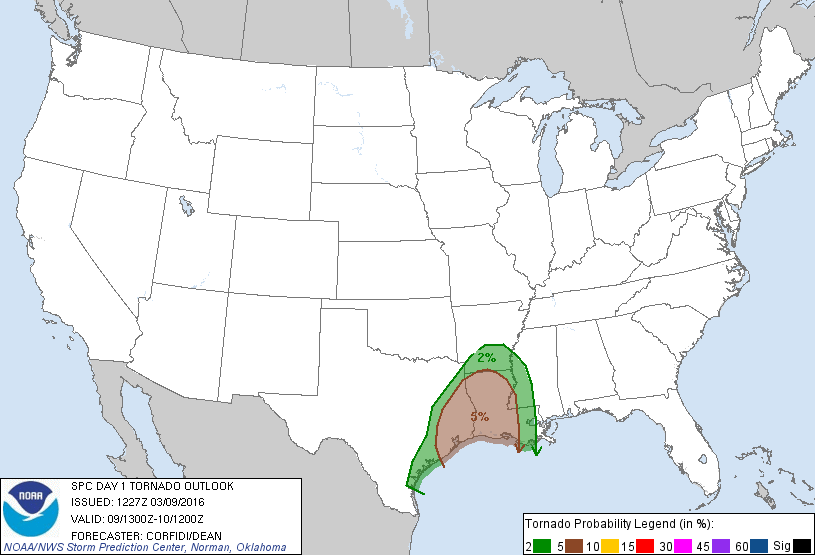 2%
5%
NOAA
SPC DAY 1 TORNADO OUTLOOK
ISSUED: 1227Z 03/09/2016
VALID: 09/1300Z-10/1200Z
FORECASTER: CORFIDI/DEAN
NOAA/NWS Storm Prediction Center, Norman, Oklahoma
Tornado Probability Legend (in %):
2 5 10 15 30 45 60 Sig